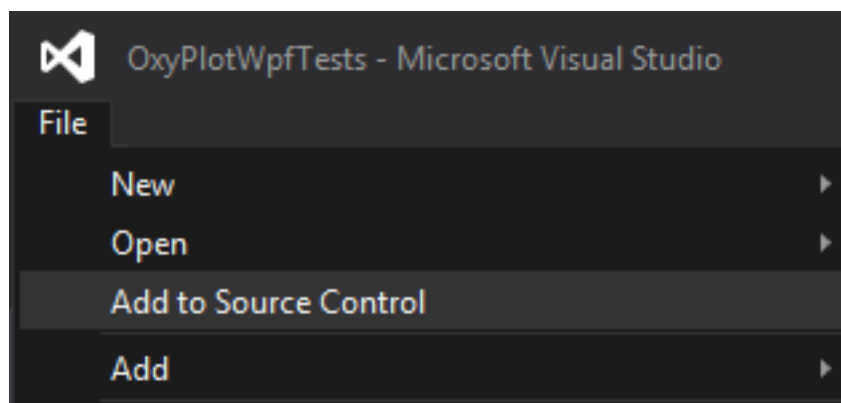 OxyPlotWpfTests - Microsoft Visual Studio
File
New
Open
Add to Source Control
Add